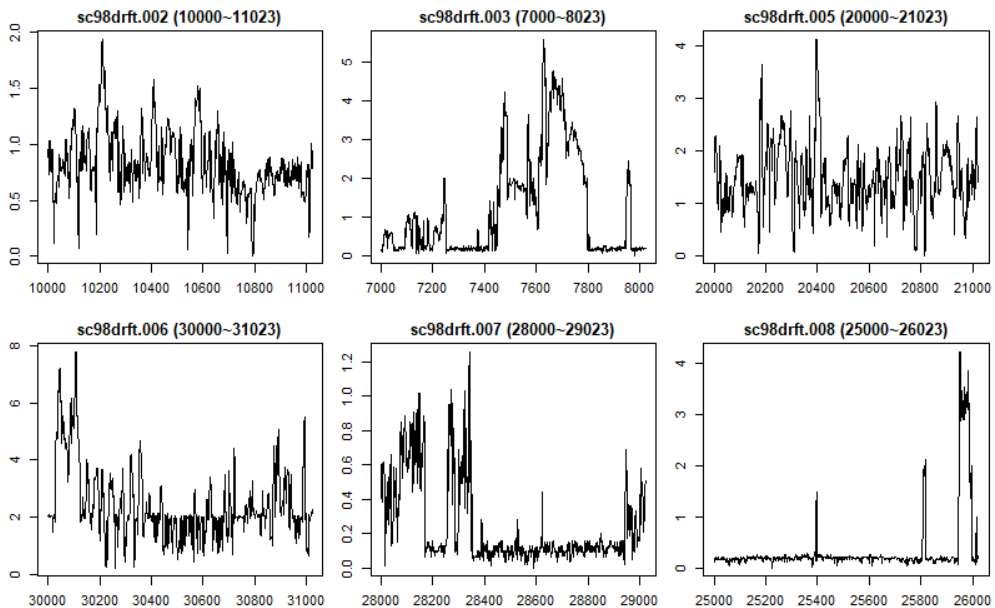 sc98drft.002 (10000~11023)
0.0 0.5 1.0 1.5 2.0
10000 10200 10400 10600 10800 11000
sc98drft.003 (7000~8023)
0 1 2 3 4 5
7000 7200 7400 7600 7800 8000
sc98drft.005 (20000~21023)
0 1 2 3 4
20000 20200 20400 20600 20800 21000
sc98drft.006 (30000~31023)
0 2 4 6 8
30000 30200 30400 30600 30800 31000
sc98drft.007 (28000~29023)
0.0 0.2 0.4 0.6 0.8 1.0 1.2
28000 28200 28400 28600 28800 29000
sc98drft.008 (25000~26023)
0 1 2 3 4
25000 25200 25400 25600 25800 26000